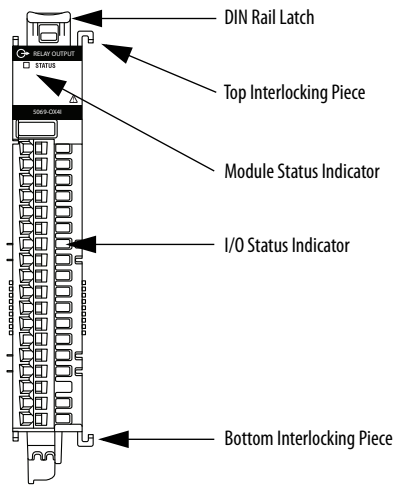 DIN Rail Latch
RELAY OUTPUT
STATUS
Top Interlocking Piece
5069-OX4I
Module Status Indicator
I/O Status Indicator
Bottom Interlocking Piece